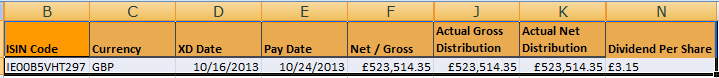 B C D E F J K N
ISIN Code Currency XD Date Pay Date Net / Gross Actual Gross Distribution Actual Net Distribution Dividend Per Share
IE00B5VHT297 GBP 10/16/2013 10/24/2013 £523,514.35 £523,514.35 £523,514.35 £3.15